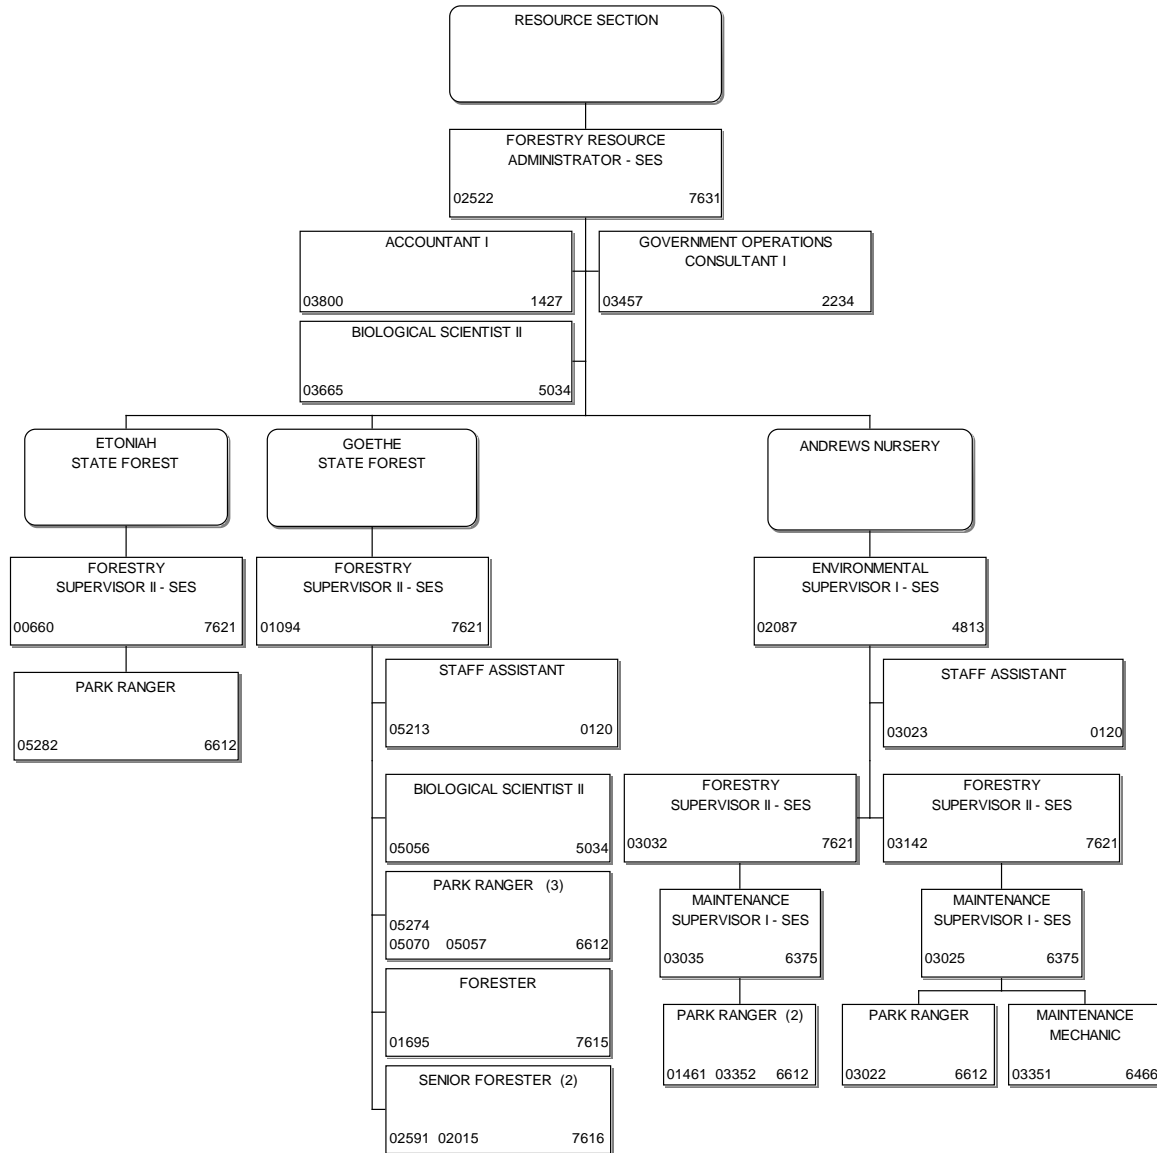 RESOURCE SECTION
FORESTRY RESOURCE
ADMINISTRATOR - SES
02522 7631
ACCOUNTANT I
03800 1427
GOVERNMENT OPERATIONS
CONSULTANT I
03457 2234
BIOLOGICAL SCIENTIST II
03665 5034
ETONIAH
STATE FOREST
FORESTRY
SUPERVISOR II - SES
00660 7621
PARK RANGER
05282 6612
GOETHE
STATE FOREST
FORESTRY
SUPERVISOR II - SES
01094 7621
STAFF ASSISTANT
05213 0120
BIOLOGICAL SCIENTIST II
05056 5034
PARK RANGER (3)
05274
05070 05057 6612
FORESTER
01695 7615
SENIOR FORESTER (2)
02591 02015 7616
ANDREWS NURSERY
ENVIRONMENTAL
SUPERVISOR I - SES
02087 4813
STAFF ASSISTANT
03023 0120
FORESTRY
SUPERVISOR II - SES
03032 7621
MAINTENANCE
SUPERVISOR I - SES
03035 6375
PARK RANGER (2)
01461 03352 6612
FORESTRY
SUPERVISOR II - SES
03142 7621
MAINTENANCE
SUPERVISOR I - SES
03025 6375
PARK RANGER
03022 6612
MAINTENANCE
MECHANIC
03351 6466